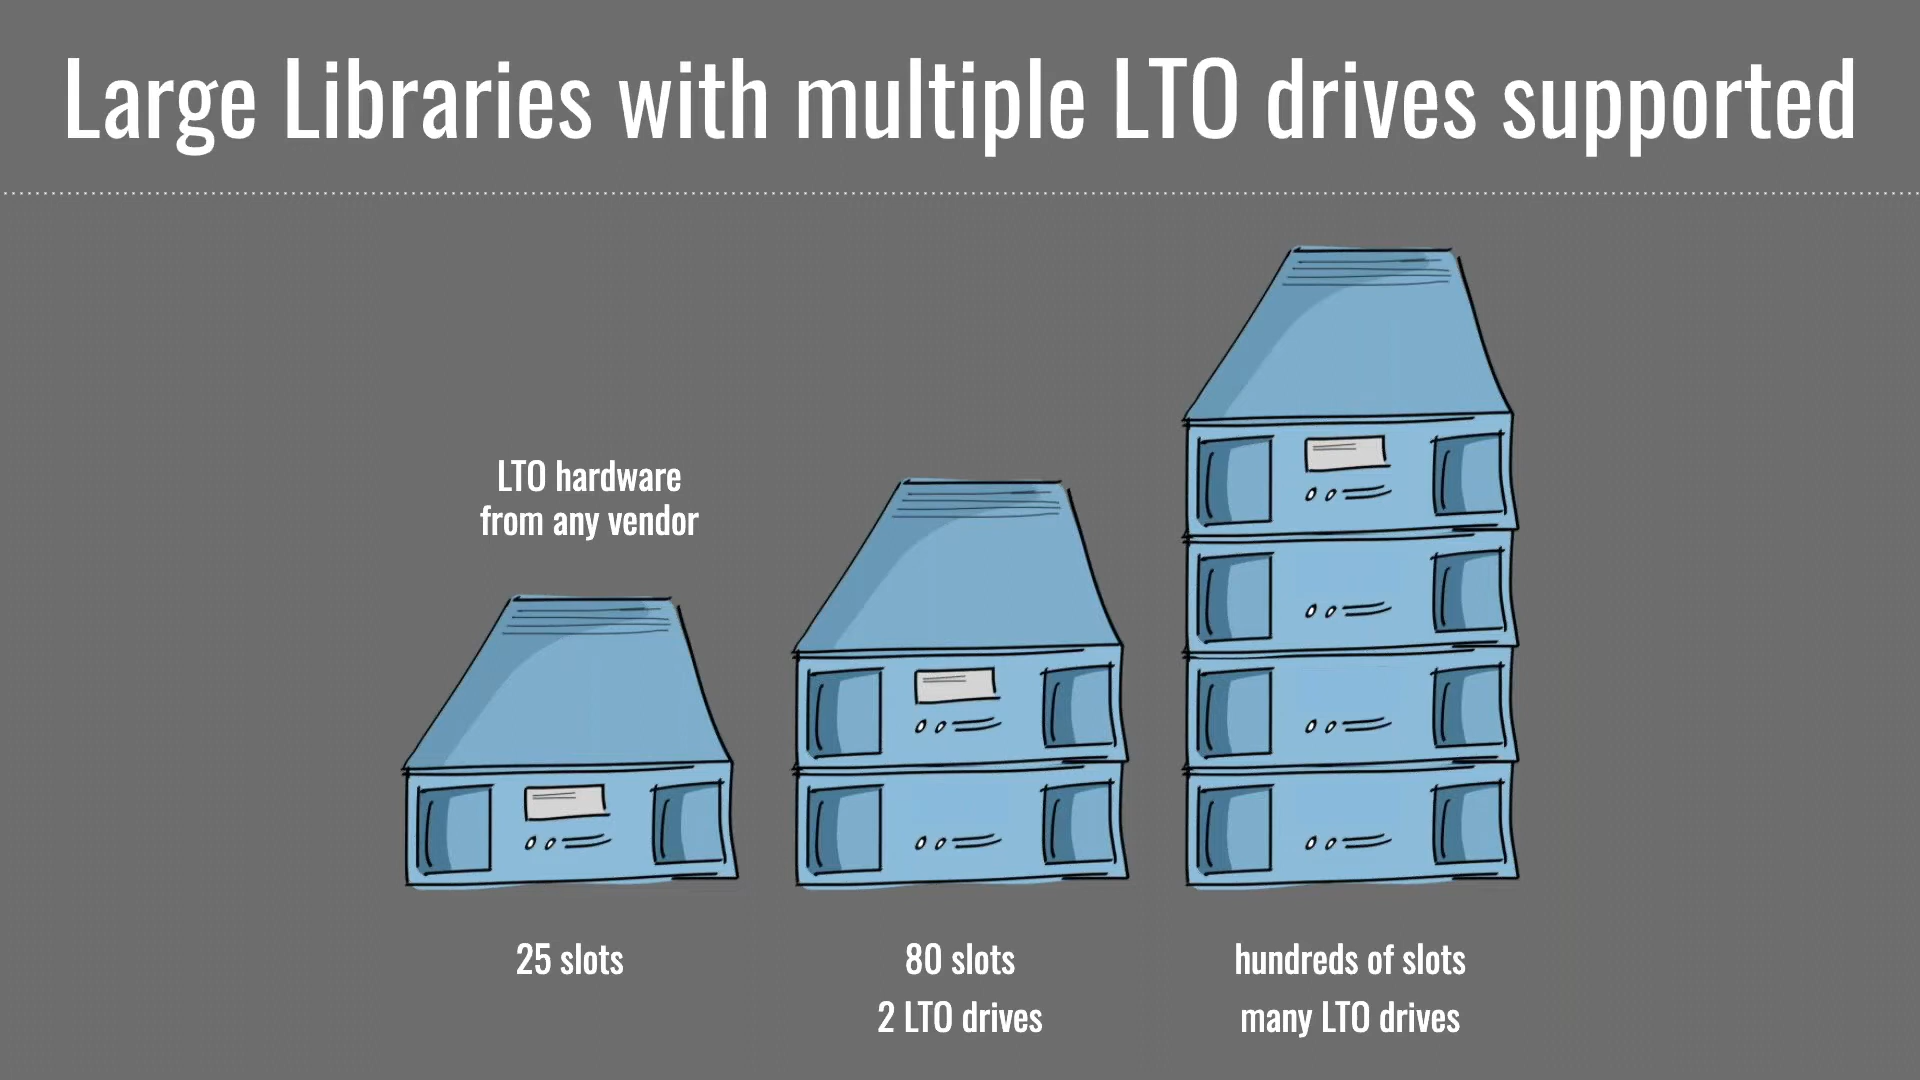 Large Libraries with multiple LTO drives supported
LTO hardware
from any vendor
25 slots
80 slots
2 LTO drives
hundreds of slots
many LTO drives